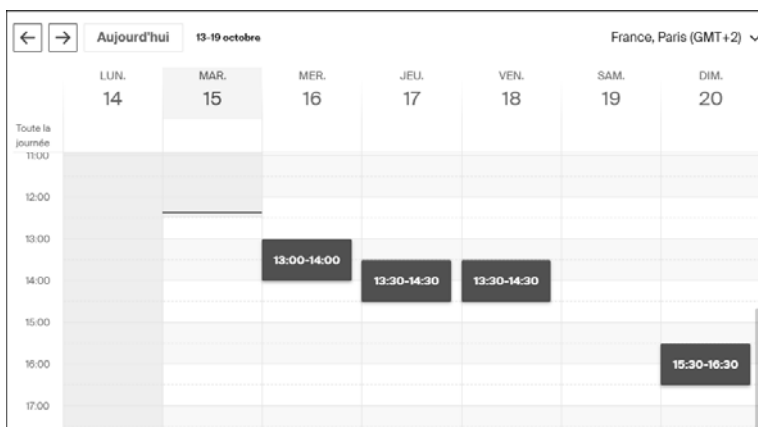 Aujourd'hui 13-19 octobre France, Paris (GMT+2)
LUN. MAR. MER. JEU. VEN. SAM. DIM.
14 15 16 17 18 19 20
Toute la
journée
11:00
12:00
13:00
13:00-14:00
13:30-14:30 13:30-14:30
14:00
15:00
15:30-16:30
16:00
17:00